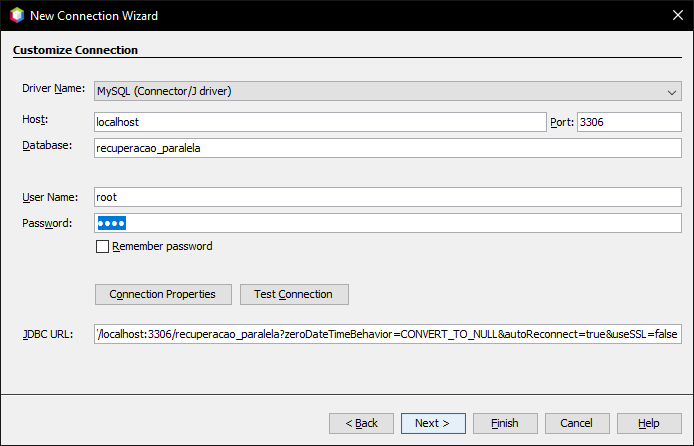 New Connection Wizard
Customize Connection
Driver Name: MySQL (Connector/J driver)
Host: localhost Port: 3306
Database: recuperacao_paralela
User Name: root
Password: ●●●●
Remember password
Connection Properties Test Connection
JDBC URL: '/localhost:3306/recuperacao_paralela?zeroDateTimeBehavior=CONVERT_TO_NULL&autoReconnect=true&useSSL=false
< Back Next > Finish Cancel Help